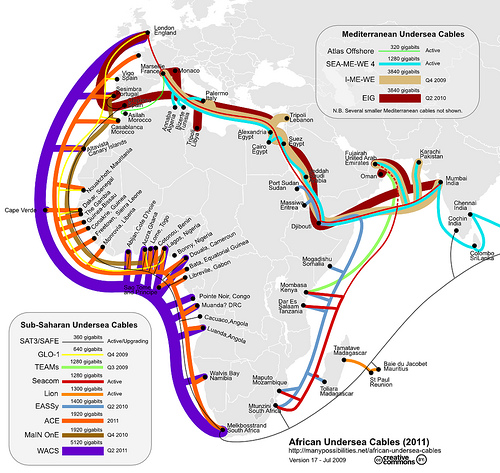 London
England
Mediterranean Undersea Cables
320 gigabits
Atlas Offshore
Active
1280 gigabits
SEA-ME-WE 4
Active
3840 gigabits
I-ME-WE
Q4 2009
3840 gigabits
EIG
Q2 2010
N.B. Several smaller Mediterranean cables not shown.
Marseille
France
Monaco
Vigo
Spain
Sesimbra
Portugal
Palermo
Italy
Asilah
Morocco
Casablanca
Morocco
Annaba
Algeria
Tripoli
Libya
Tripoli
Lebanon
Alexandria
Egypt
Cairo
Egypt
Suez
Egypt
Altavista
Canary Islands
Fujairah
United Arab
Emirates
Karachi
Pakistan
Oman
Mumbai
India
Jeddah
Saudi
Arabia
Port Sudan
Sudan
Massawa
Eritrea
Djibouti
Chennai
India
Cochin
India
Colombo
Sri Lanka
Nouakchott, Mauritania
Dakar, Senegal
The Gambia
Guinea-Bissau
Conakry, Guinea
Freetown, Sierra Leone
Monrovia, Liberia
Cape Verde
Abijan, Cote D'Ivoire
Accra, Ghana
Lome, Togo
Cotonou, Benin
Lagos, Nigeria
Bonny, Nigeria
Douala, Cameroun
Bata, Equatorial Guinea
Libreville, Gabon
Sao Tome
and Principe
Mogadishu
Somalia
Mombasa
Kenya
Dar Es
Salaam
Tanzania
Pointe Noir, Congo
Muanda? DRC
Cacuaco, Angola
Luanda, Angola
Walvis Bay
Namibia
Melkbosstrand
South Africa
Maputo
Mozambique
Mtunzini
South Africa
Toliara
Madagascar
Tamatave
Madagascar
Baie du Jacobet
Mauritius
St Paul
Reunion
Sub-Saharan Undersea Cables
360 gigabits
SAT3/SAFE
Active/Upgrading
640 gigabits
GLO-1
Q4 2009
1280 gigabits
TEAMs
Q3 2009
1280 gigabits
Seacom
Active
1300 gigabits
Lion
Active
1400 gigabits
EASSy
Q2 2010
1920 gigabits
ACE
2011
1920 gigabits
MaIN OnE
Q2 2010
5120 gigabits
WACS
Q2 2011
African Undersea Cables (2011)
http://manypossibilities.net/african-undersea-cables
Version 17 - Jul 2009
creative
commons